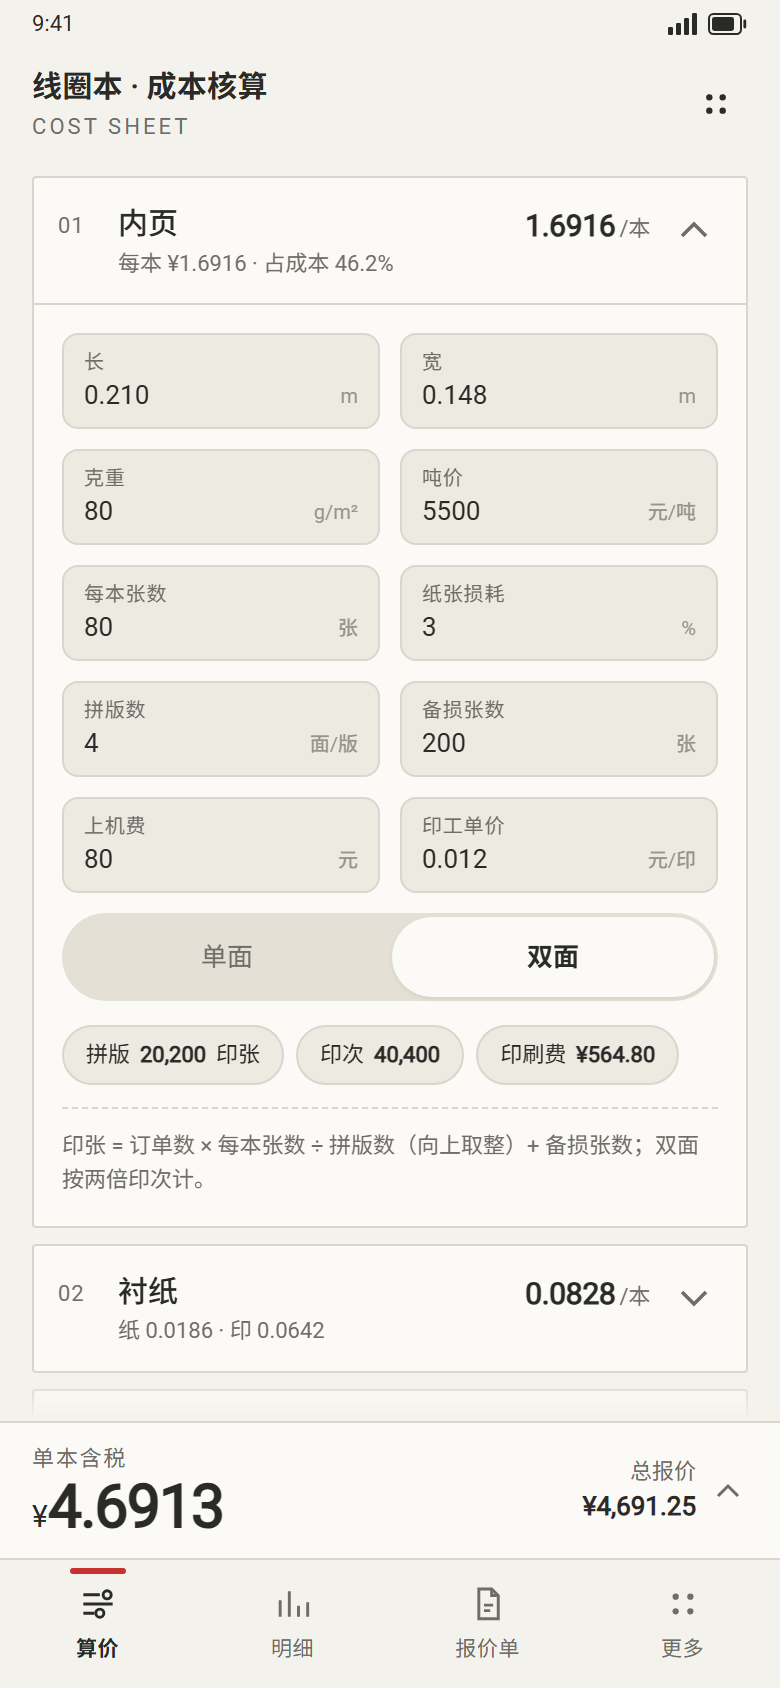 9:41
线圈本 · 成本核算
COST SHEET
01 内页 1.6916 /本
每本 ¥1.6916 · 占成本 46.2%
长 宽
0.210 m 0.148 m
克重 吨价
80 g/m² 5500 元/吨
每本张数 纸张损耗
80 张 3 %
拼版数 备损张数
4 面/版 200 张
上机费 印工单价
80 元 0.012 元/印
单面 双面
拼版 20,200 印张 印次 40,400 印刷费 ¥564.80
印张 = 订单数 × 每本张数 ÷ 拼版数（向上取整）+ 备损张数；双面
按两倍印次计。
02 衬纸 0.0828 /本
纸 0.0186 · 印 0.0642
单本含税 总报价
¥4.6913 ¥4,691.25
算价 明细 报价单 更多